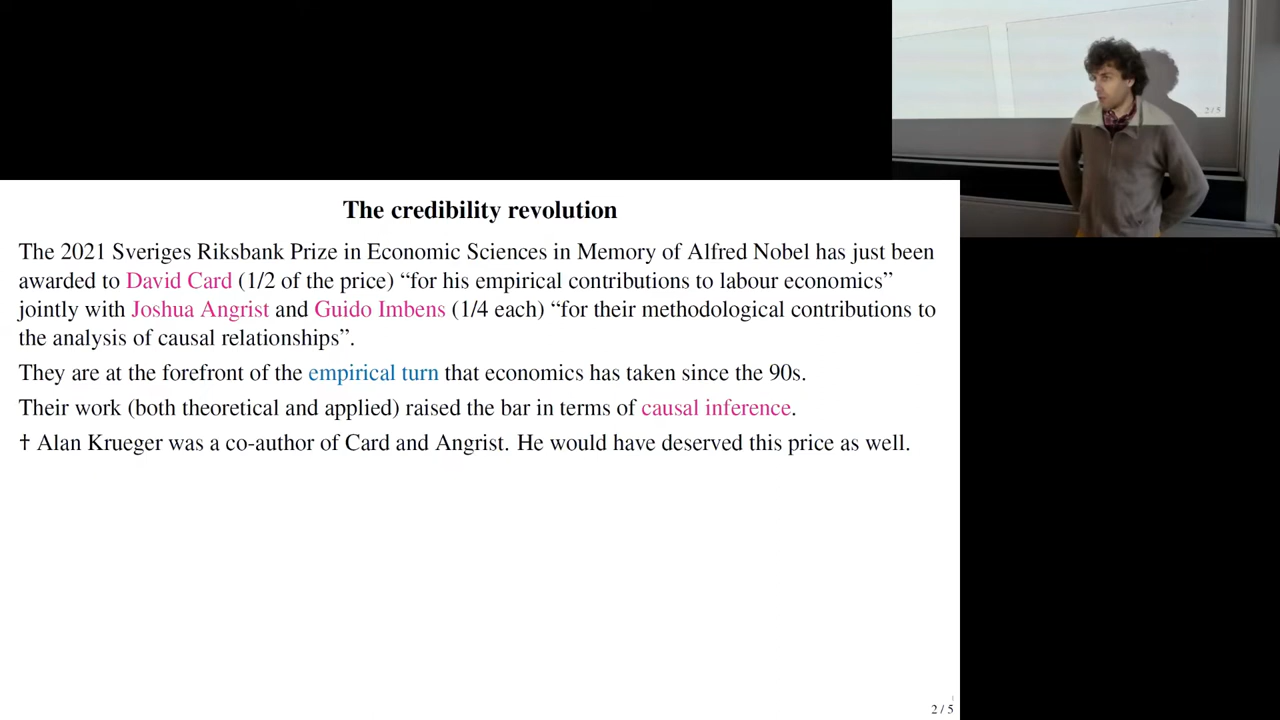 2 / 5
The credibility revolution
The 2021 Sveriges Riksbank Prize in Economic Sciences in Memory of Alfred Nobel has just been
awarded to David Card (1/2 of the price) “for his empirical contributions to labour economics”
jointly with Joshua Angrist and Guido Imbens (1/4 each) “for their methodological contributions to
the analysis of causal relationships”.
They are at the forefront of the empirical turn that economics has taken since the 90s.
Their work (both theoretical and applied) raised the bar in terms of causal inference.
† Alan Krueger was a co-author of Card and Angrist. He would have deserved this price as well.
2 / 5